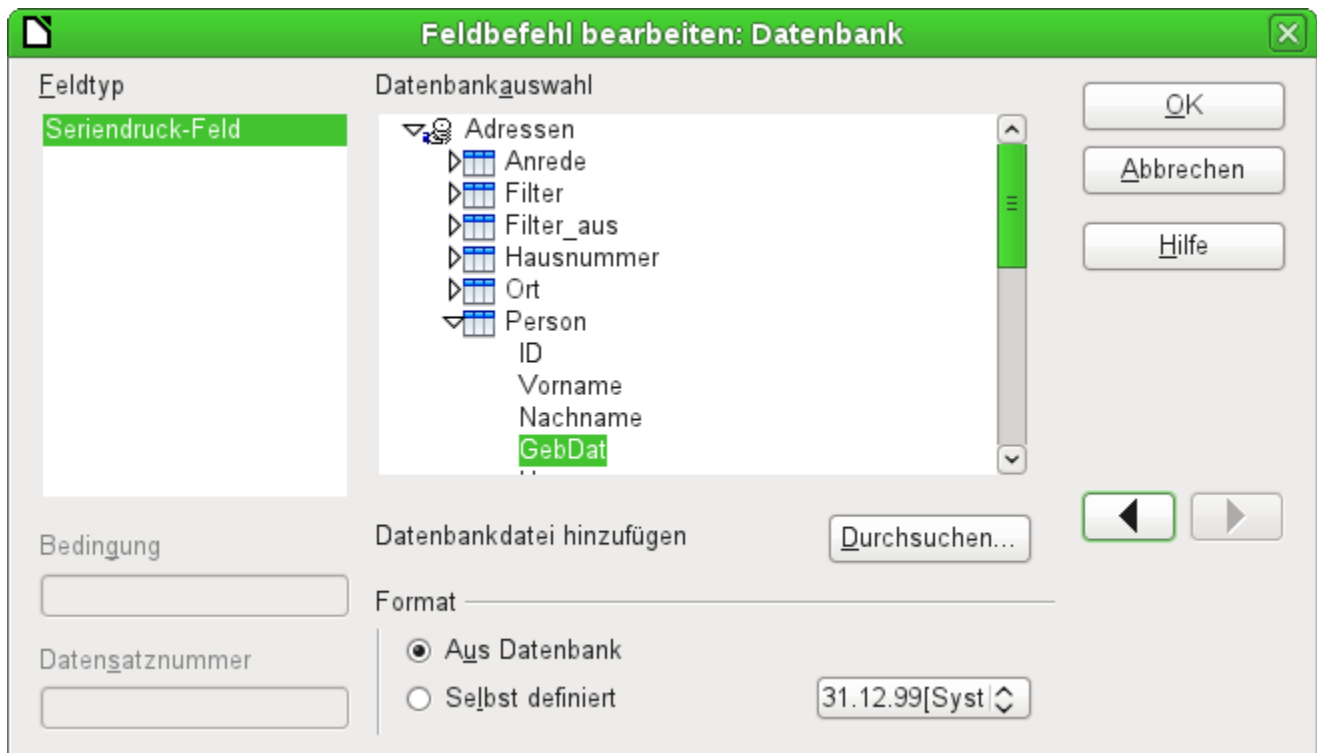 Feldbefehl bearbeiten: Datenbank
Feldtyp
Datenbankauswahl
Seriendruck-Feld
Adressen
Anrede
Filter
Filter_aus
Hausnummer
Ort
Person
ID
Vorname
Nachname
GebDat
OK
Abbrechen
Hilfe
Bedingung
Datenbankdatei hinzufügen
Durchsuchen...
Format
Datensatznummer
Aus Datenbank
Selbst definiert
31.12.99[Syst